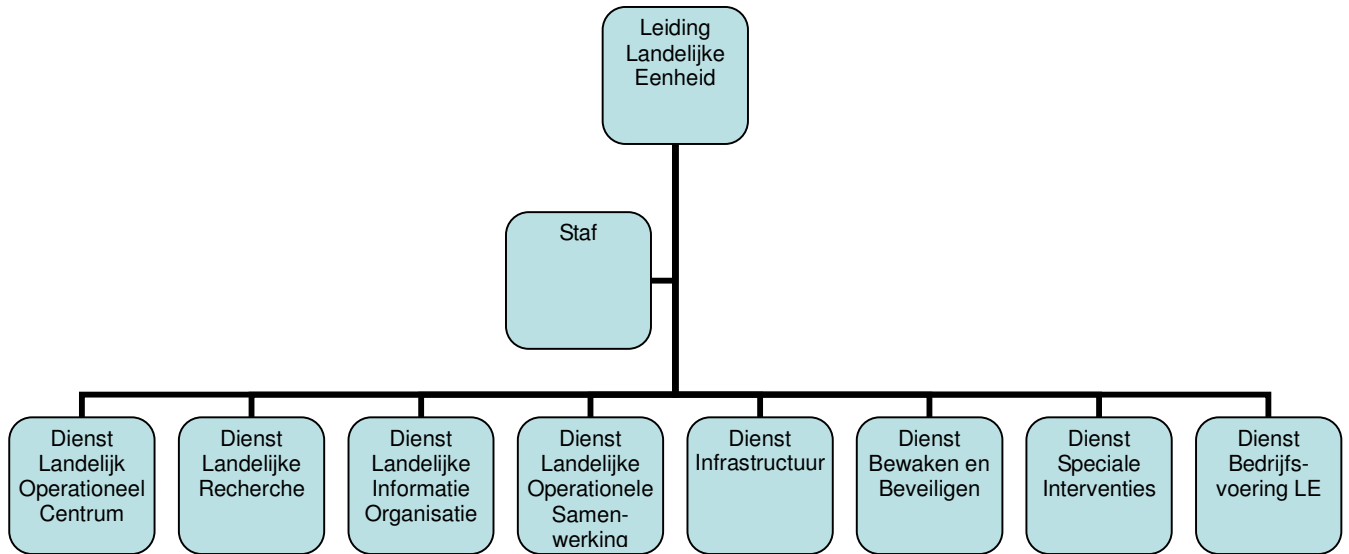 Leiding
Landelijke
Eenheid
Staf
Dienst
Landelijk
Operationeel
Centrum
Dienst
Landelijke
Recherche
Dienst
Landelijke
Informatie
Organisatie
Dienst
Landelijke
Operationele
Samen-
werking
Dienst
Infrastructuur
Dienst
Bewaken en
Beveiligen
Dienst
Speciale
Interventies
Dienst
Bedrijfs-
voering LE